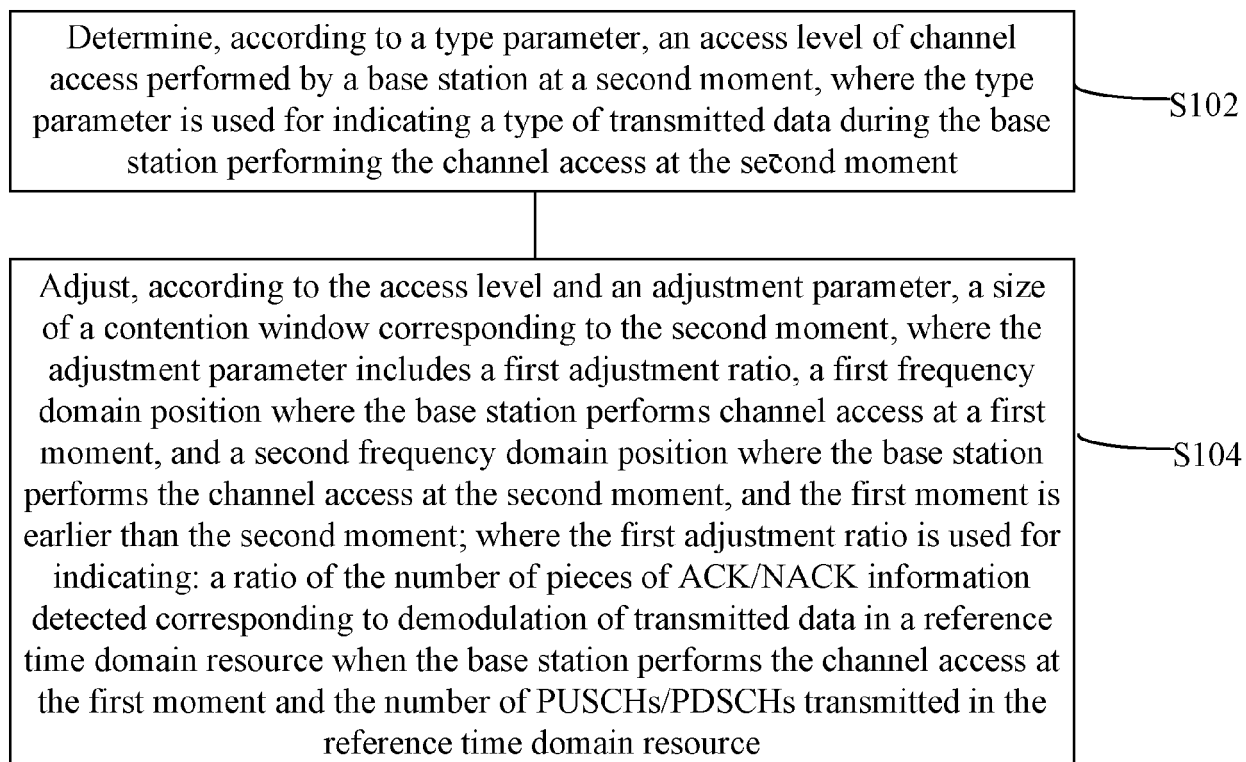 Determine, according to a type parameter, an access level of channel
access performed by a base station at a second moment, where the type
parameter is used for indicating a type of transmitted data during the base
station performing the channel access at the second moment
S102
Adjust, according to the access level and an adjustment parameter, a size
of a contention window corresponding to the second moment, where the
adjustment parameter includes a first adjustment ratio, a first frequency
domain position where the base station performs channel access at a first
moment, and a second frequency domain position where the base station
performs the channel access at the second moment, and the first moment is
earlier than the second moment; where the first adjustment ratio is used for
indicating: a ratio of the number of pieces of ACK/NACK information
detected corresponding to demodulation of transmitted data in a reference
time domain resource when the base station performs the channel access at
the first moment and the number of PUSCHs/PDSCHs transmitted in the
reference time domain resource
S104